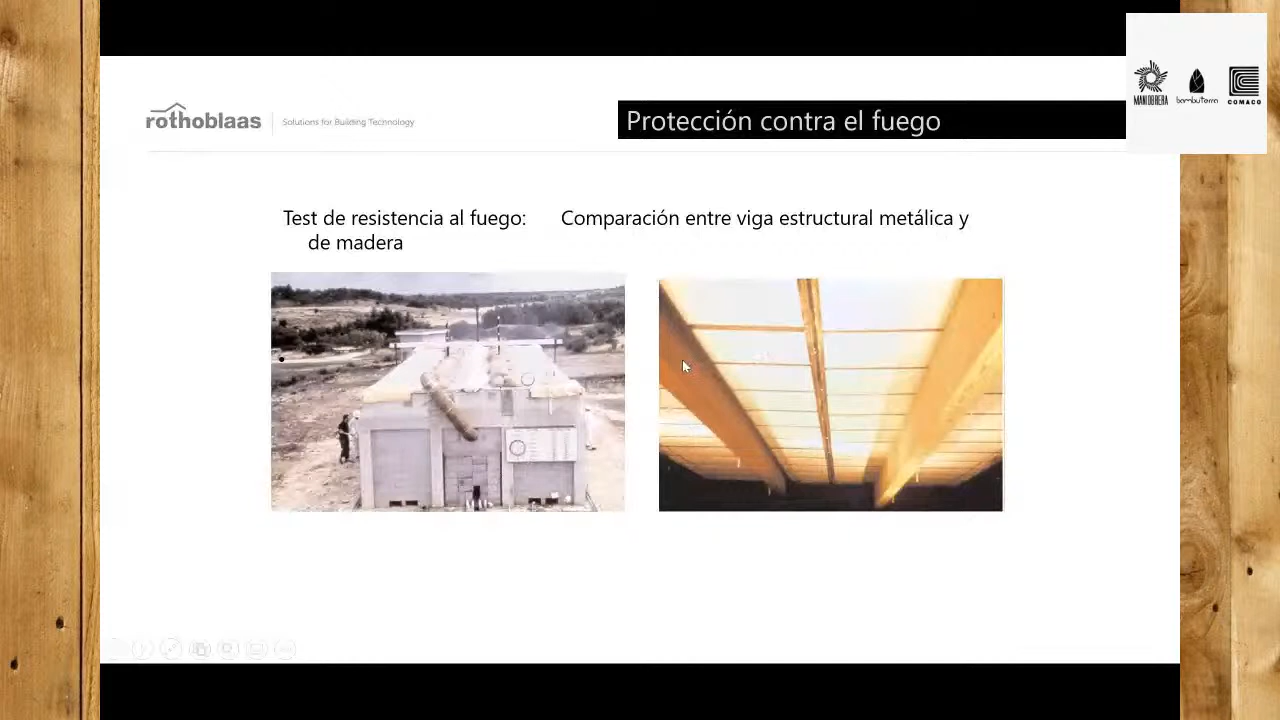 rothoblaas
Solutions for Building Technology
Protección contra el fuego
MANIOBRERA
bambuterra
COMACO
Test de resistencia al fuego: Comparación entre viga estructural metálica y
de madera